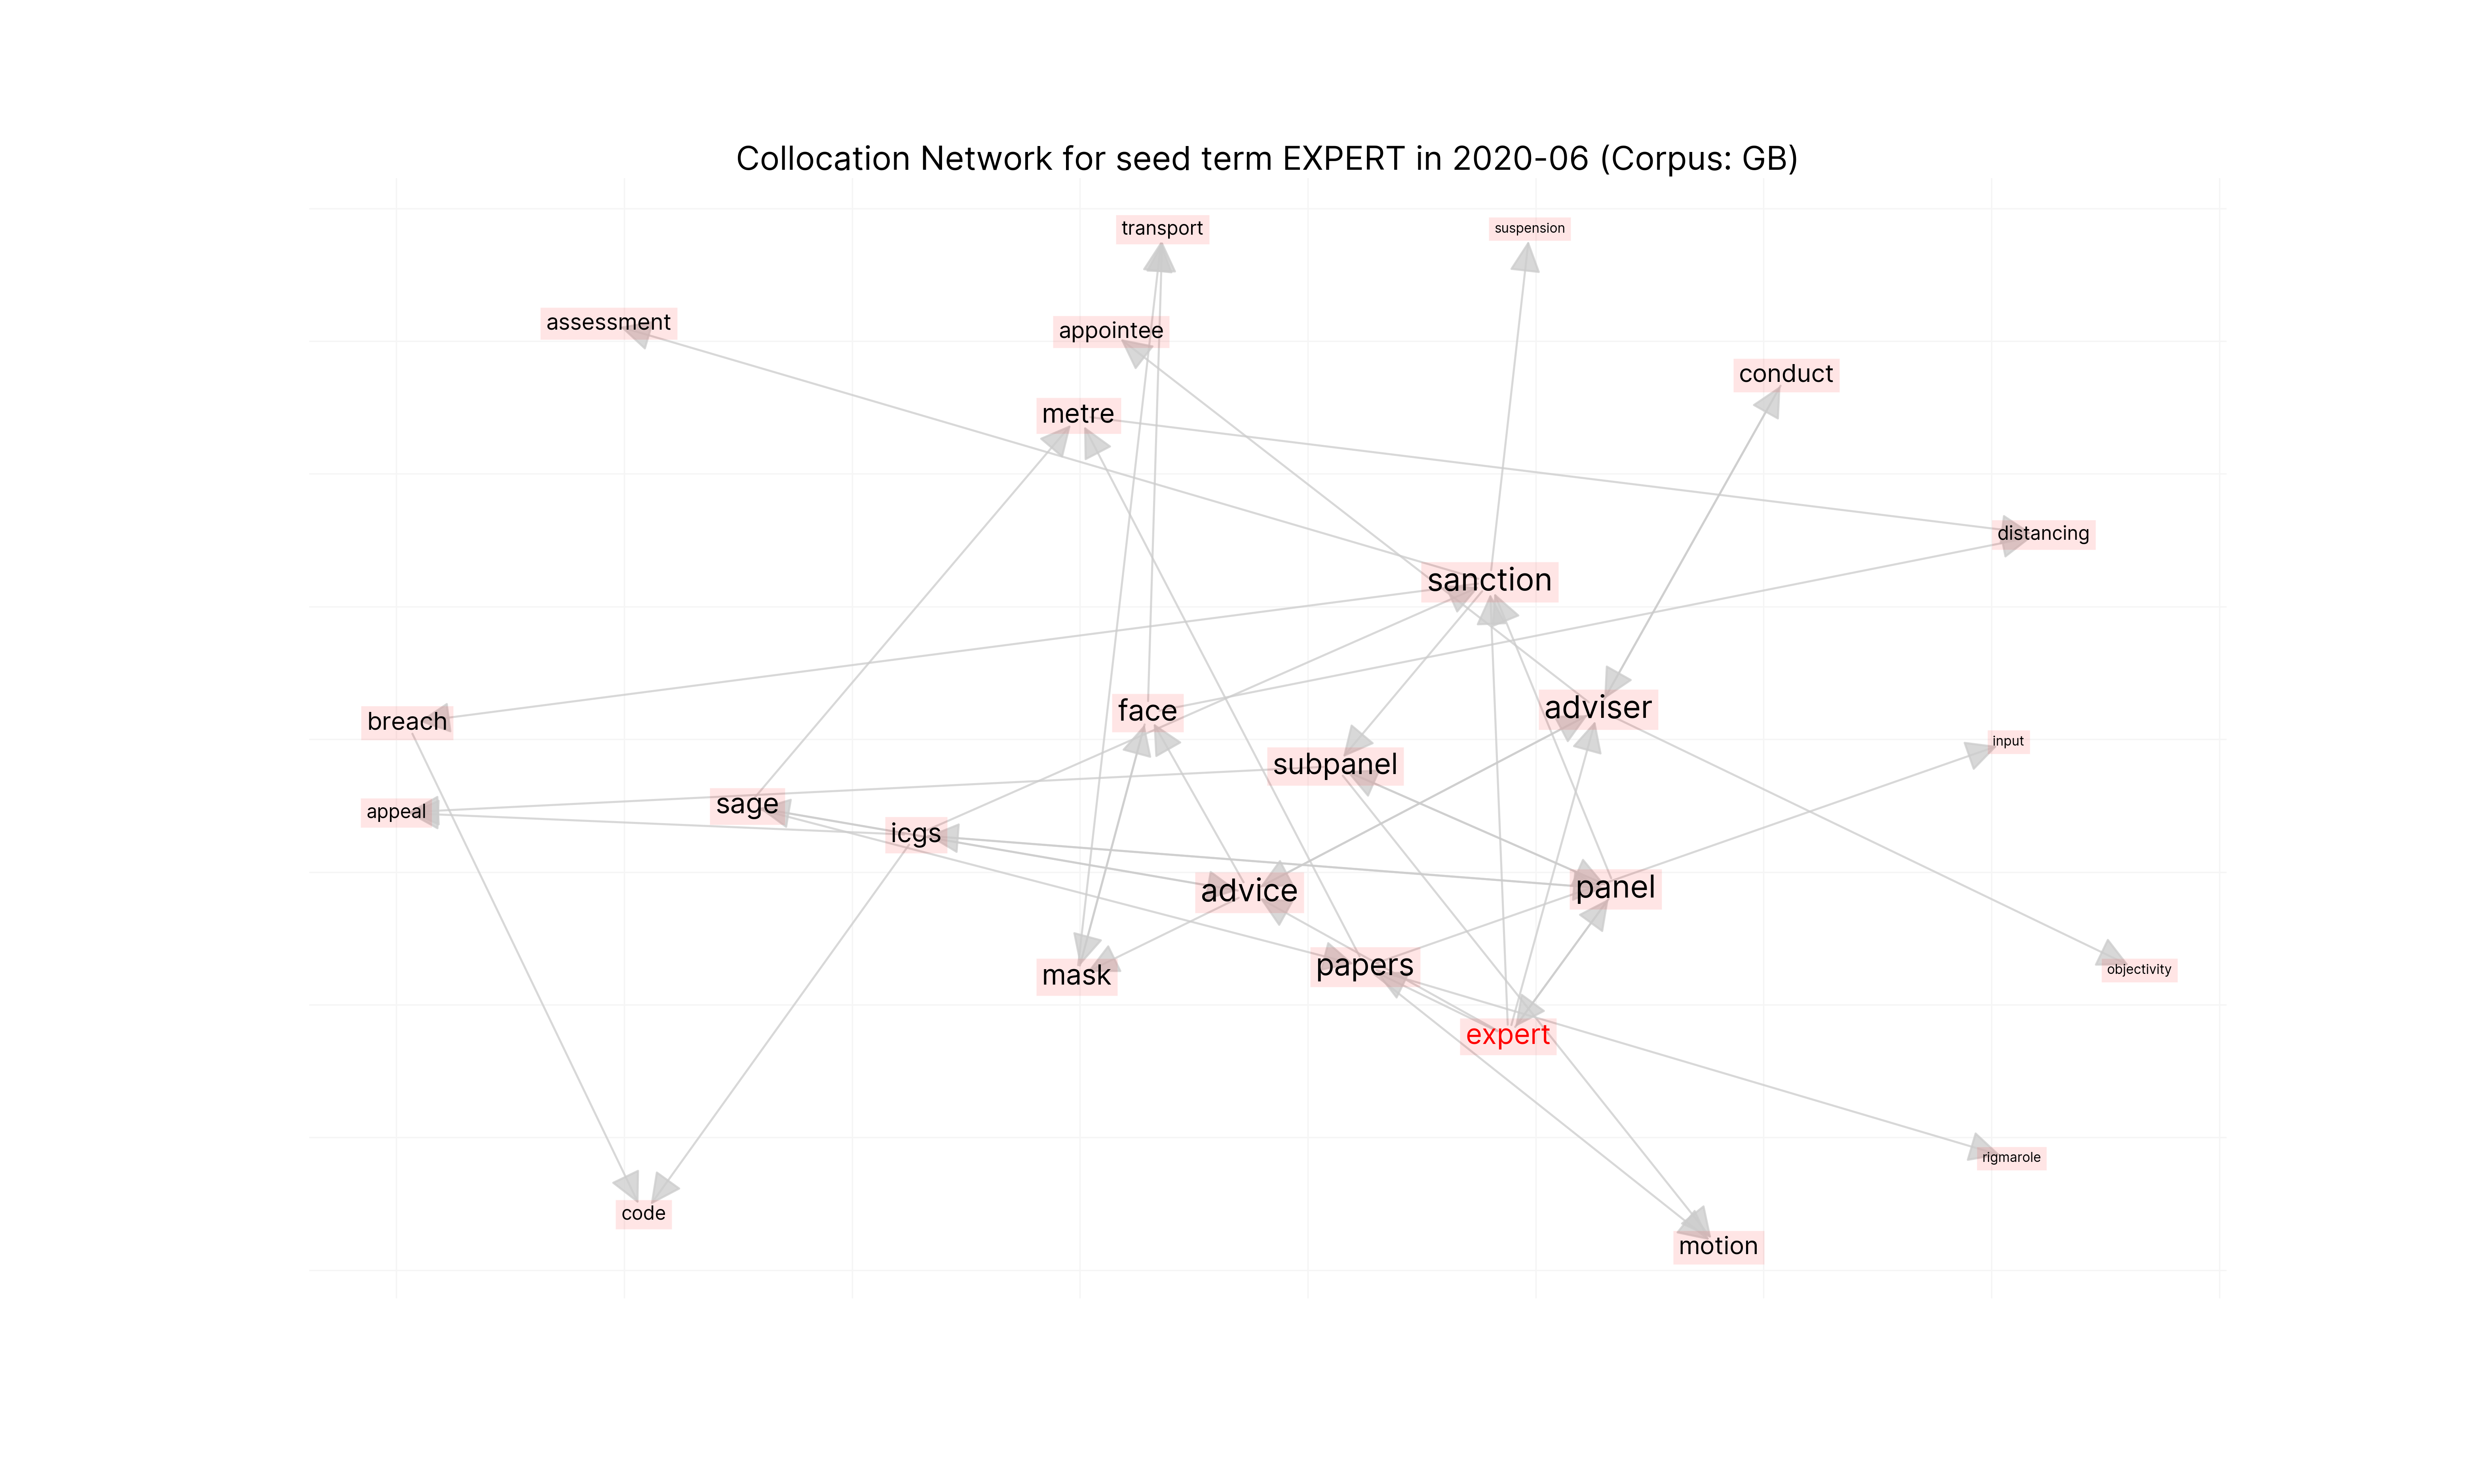 Collocation Network for seed term EXPERT in 2020-06 (Corpus: GB)
transport
suspension
assessment
appointee
conduct
metre
distancing
sanction
breach
face
adviser
input
subpanel
appeal
sage
icgs
advice
panel
mask
papers
objectivity
expert
rigmarole
code
motion